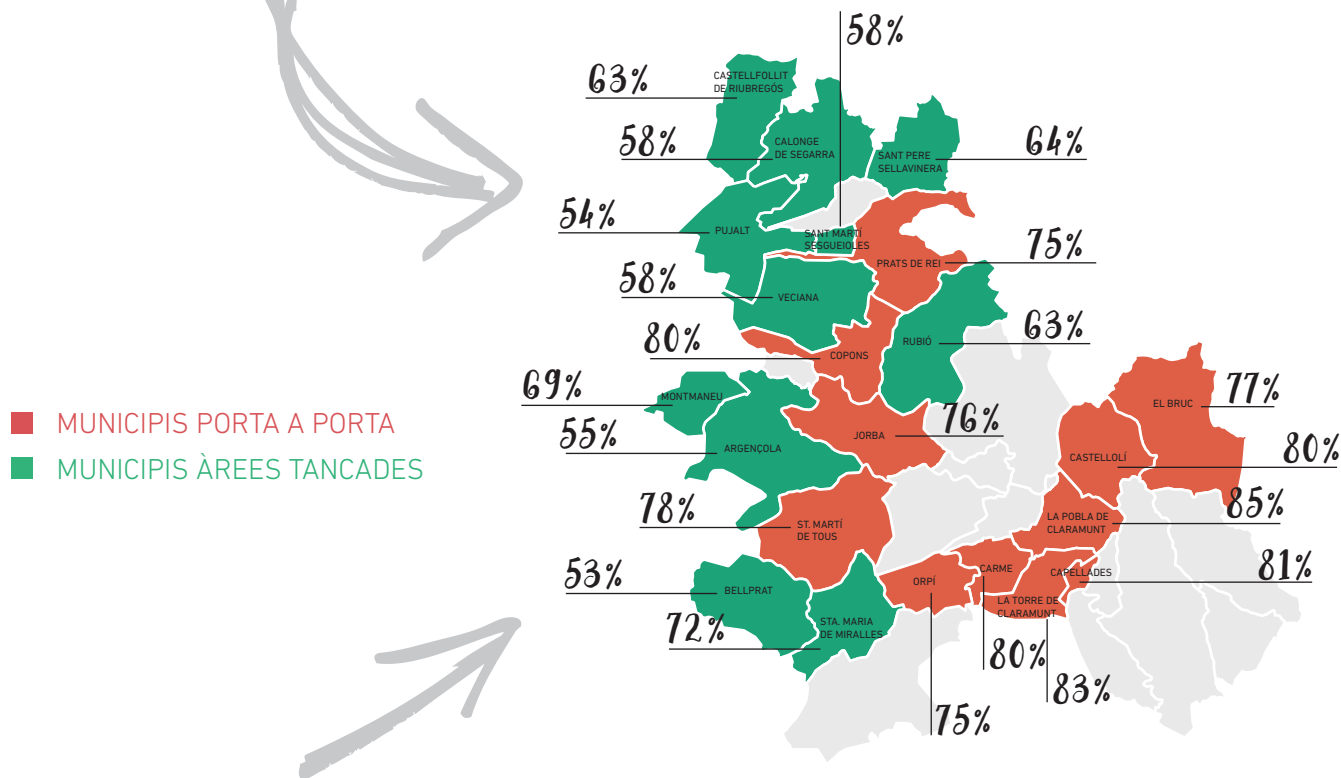 58%
63%
CASTELLFOLLIT
DE RIUBREGÓS
58%
CALONGE
DE SEGARRA
SANT PERE
SELLAVINERA
64%
54%
PUJALT
SANT MARTÍ
SESGUEIOLES
PRATS DE REI
75%
58%
VECIANA
RUBIÓ
63%
80%
COPONS
69%
MONTMANEU
EL BRUC
77%
55%
ARGENÇOLA
JORBA
76%
CASTELLOLÍ
80%
MUNICIPIS PORTA A PORTA
MUNICIPIS ÀREES TANCADES
78%
ST. MARTÍ
DE TOUS
LA POBLA DE
CLARAMUNT
85%
53%
BELLPRAT
ORPÍ
CARME
CAPELLADES
81%
72%
STA. MARIA
DE MIRALLES
LA TORRE DE
CLARAMUNT
80%
83%
75%